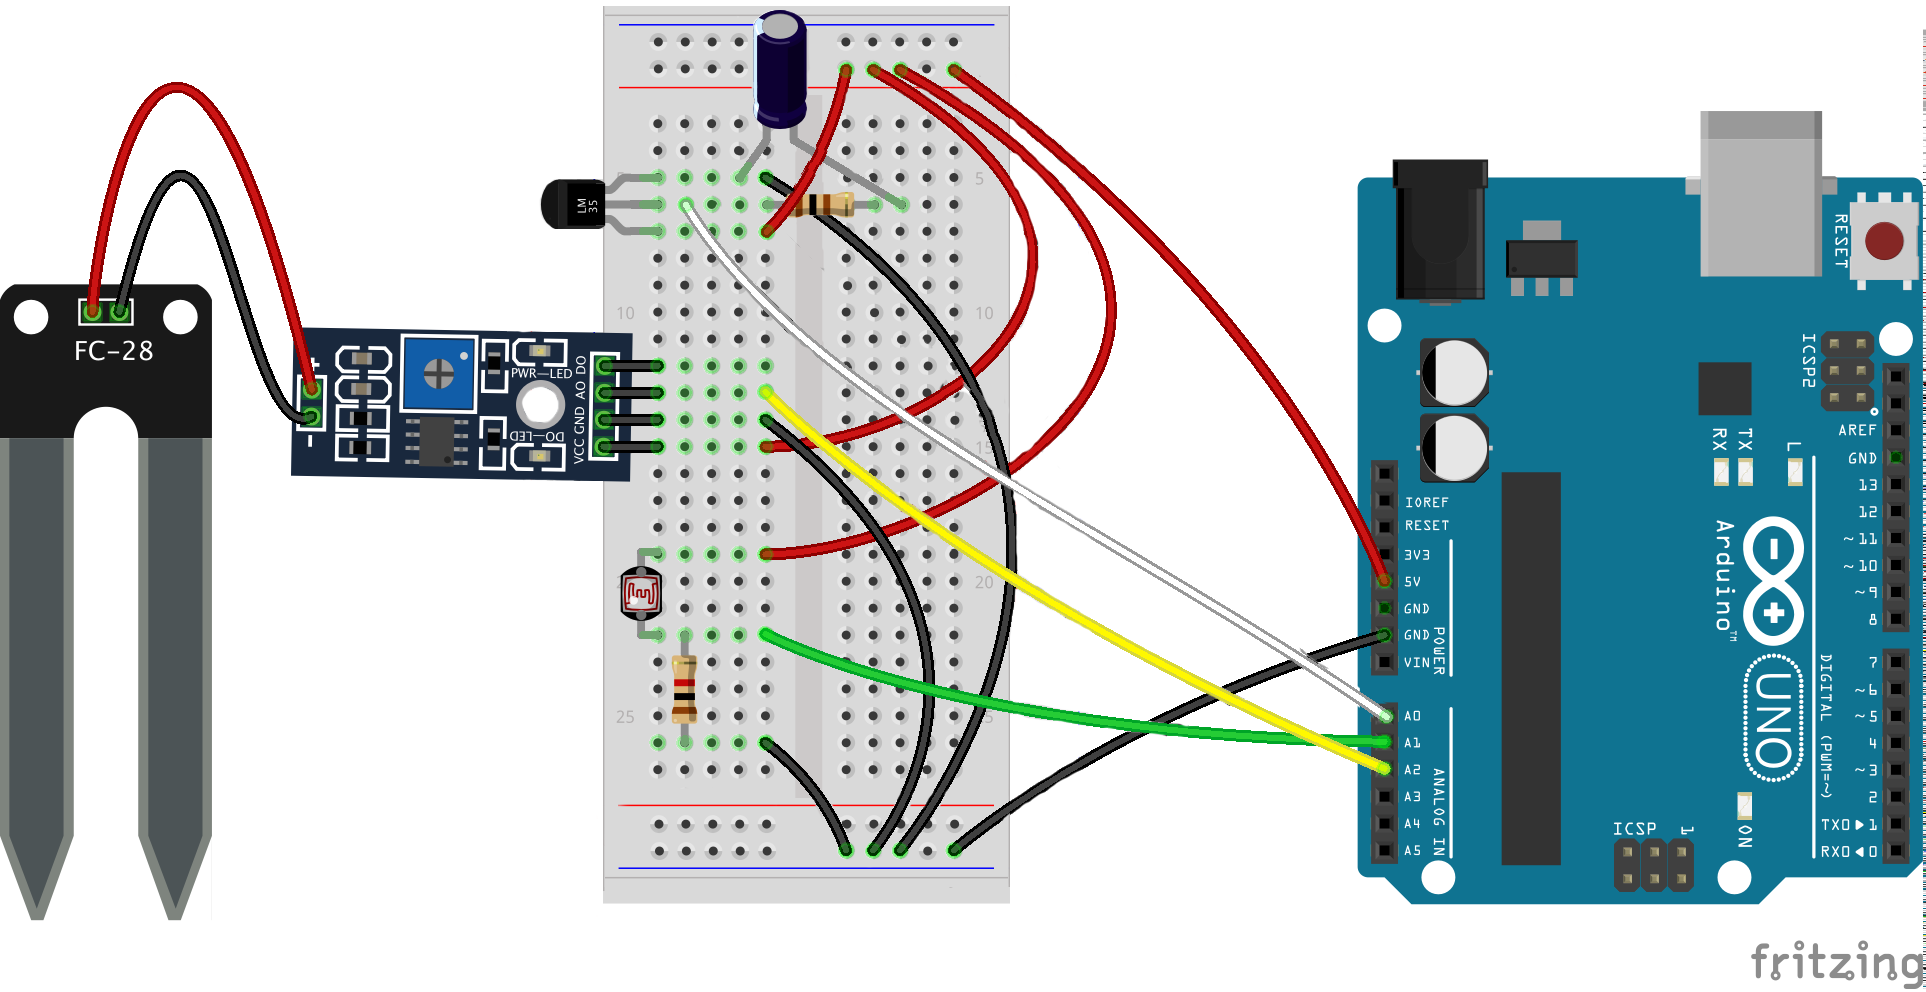 FC-28
+
-
PWR-LED
DO-LED
DO
AO
GND
VCC
LM
35
5
10
10
15
20
25
RESET
ICSP2
AREF
GND
13
12
~11
~10
~9
8
7
~6
~5
4
~3
2
TX0▶1
RX0◀0
RX
TX
L
IOREF
RESET
3V3
5V
GND
GND
VIN
POWER
A0
A1
A2
A3
A4
A5
ANALOG IN
Arduino™
UNO
DIGITAL (PWM=~)
ICSP
1
ON
fritzing